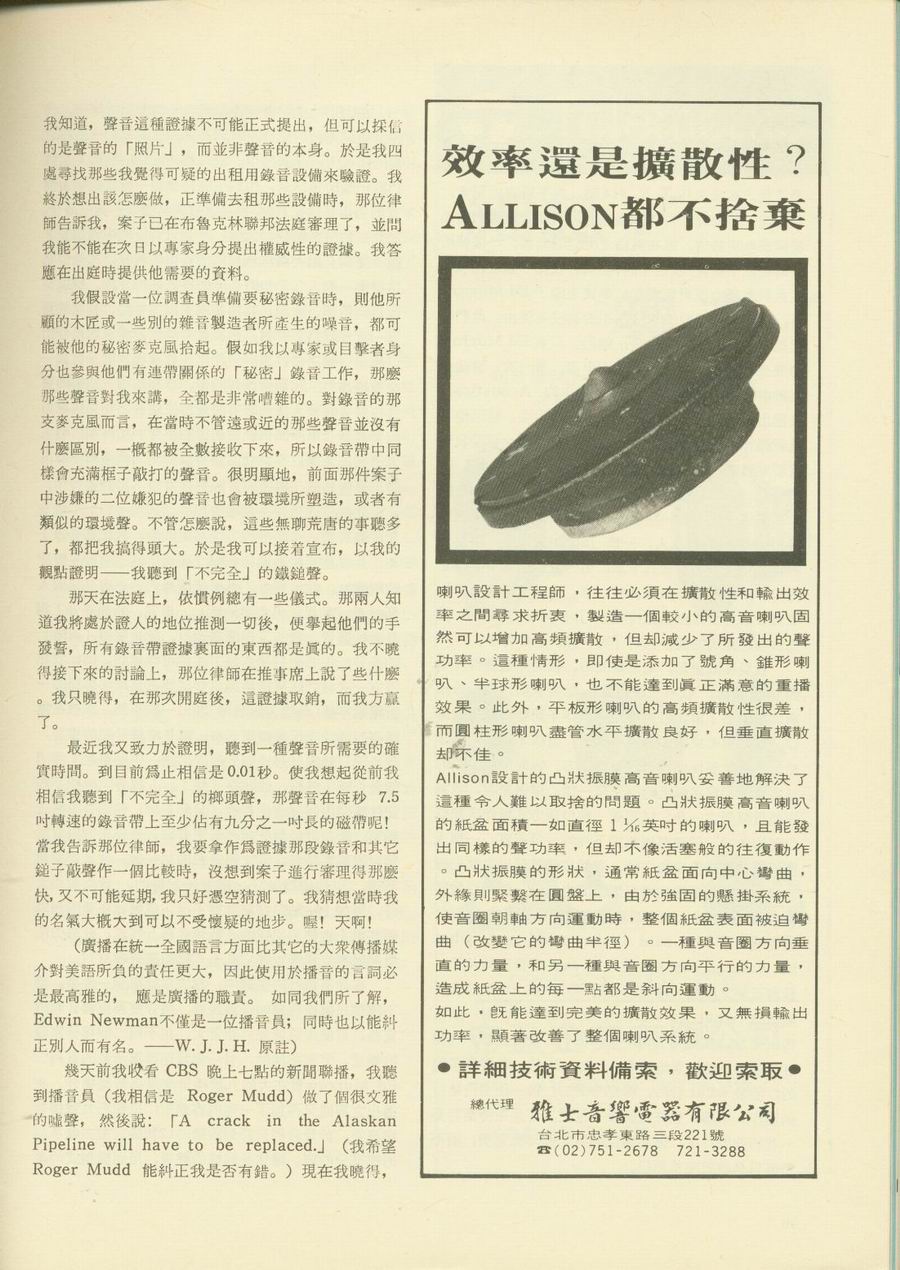 我知道，聲音這種證據不可能正式提出，但可以採信
的是聲音的「照片」，而並非聲音的本身。於是我四
處尋找那些我覺得可疑的出租用錄音設備來驗證。我
終於想出該怎麼做，正準備去租那些設備時，那位律
師告訴我，案子已在布魯克林聯邦法庭審理了，並問
我能不能在次日以專家身分提出權威性的證據。我答
應在出庭時提供他需要的資料。
我假設當一位調查員準備要秘密錄音時，則他所
顧的木匠或一些別的雜音製造者所產生的噪音，都可
能被他的秘密麥克風拾起。假如我以專家或目擊者身
分也參與他們有連帶關係的「秘密」錄音工作，那麼
那些聲音對我來講，全都是非常嘈雜的。對錄音的那
支麥克風而言，在當時不管遠或近的那些聲音並沒有
什麼區別，一概都被全數接收下來，所以錄音帶中同
樣會充滿框子敲打的聲音。很明顯地，前面那件案子
中涉嫌的二位嫌犯的聲音也會被環境所塑造，或者有
類似的環境聲。不管怎麼說，這些無聊荒唐的事聽多
了，都把我搞得頭大。於是我可以接着宣布，以我的
觀點證明——我聽到「不完全」的鐵鎚聲。
那天在法庭上，依慣例總有一些儀式。那兩人知
道我將處於證人的地位推測一切後，便舉起他們的手
發誓，所有錄音帶證據裏面的東西都是眞的。我不曉
得接下來的討論上，那位律師在推事席上說了些什麼
。我只曉得，在那次開庭後，這證據取銷，而我方贏
了。
最近我又致力於證明，聽到一種聲音所需要的確
實時間。到目前爲止相信是 0.01秒。使我想起從前我
相信我聽到「不完全」的榔頭聲，那聲音在每秒 7.5
吋轉速的錄音帶上至少佔有九分之一吋長的磁帶呢！
當我告訴那位律師，我要拿作爲證據那段錄音和其它
鎚子敲聲作一個比較時，沒想到案子進行審理得那麼
快，又不可能延期，我只好憑空猜測了。我猜想當時我
的名氣大概大到可以不受懷疑的地步。喔！天啊！
（廣播在統一全國語言方面比其它的大衆傳播媒
介對美語所負的責任更大，因此使用於播音的言詞必
是最高雅的， 應是廣播的職責。 如同我們所了解，
Edwin Newman不僅是一位播音員；同時也以能糾
正別人而有名。——W. J. J. H. 原註）
幾天前我收看 CBS 晚上七點的新聞聯播，我聽
到播音員（我相信是 Roger Mudd）做了個很文雅
的噓聲， 然後說：「A crack in the Alaskan
Pipeline will have to be replaced.」（我希望
Roger Mudd 能糾正我是否有錯。）現在我曉得，
效率還是擴散性？
ALLISON都不捨棄
喇叭設計工程師，往往必須在擴散性和輸出效
率之間尋求折衷，製造一個較小的高音喇叭固
然可以增加高頻擴散，但却減少了所發出的聲
功率。這種情形，即使是添加了號角、錐形喇
叭、半球形喇叭，也不能達到眞正滿意的重播
效果。此外，平板形喇叭的高頻擴散性很差，
而圓柱形喇叭盡管水平擴散良好，但垂直擴散
却不佳。
Allison設計的凸狀振膜高音喇叭妥善地解決了
這種令人難以取捨的問題。凸狀振膜高音喇叭
的紙盆面積一如直徑 1 1/16英吋的喇叭，且能發
出同樣的聲功率，但却不像活塞般的往復動作
。凸狀振膜的形狀，通常紙盆面向中心彎曲，
外緣則緊繫在圓盤上，由於強固的懸掛系統，
使音圈朝軸方向運動時，整個紙盆表面被迫彎
曲（改變它的彎曲半徑）。一種與音圈方向垂
直的力量，和另一種與音圈方向平行的力量，
造成紙盆上的每一點都是斜向運動。
如此，旣能達到完美的擴散效果，又無損輸出
功率，顯著改善了整個喇叭系統。
●詳細技術資料備索，歡迎索取●
總代理 雅士音響電器有限公司
台北市忠孝東路三段221號
☎(02)751-2678 721-3288